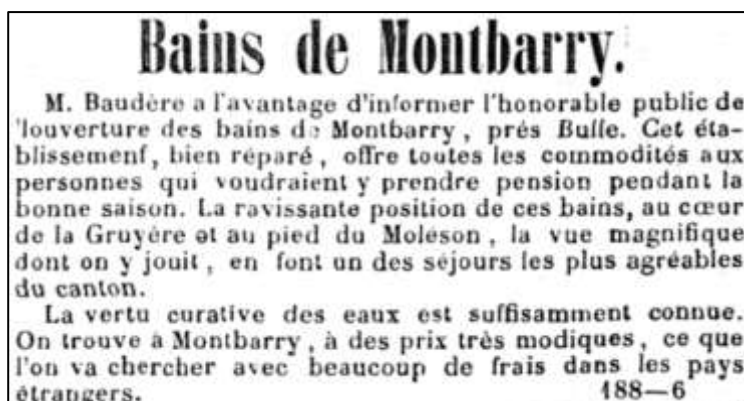 Bains de Montbarry.
M. Baudère a l'avantage d'informer l'honorable public de
'louverture des bains de Montbarry, prés Bulle. Cet éta-
blissement, bien réparé, offre toutes les commodités aux
personnes qui voudraient y prendre pension pendant la
bonne saison. La ravissante position de ces bains, au cœur
de la Gruyère et au pied du Moléson, la vue magnifique
dont on y jouit, en font un des séjours les plus agréables
du canton.
La vertu curative des eaux est suffisamment connue.
On trouve à Montbarry, à des prix très modiques, ce que
l'on va chercher avec beaucoup de frais dans les pays
étrangers. 188—6